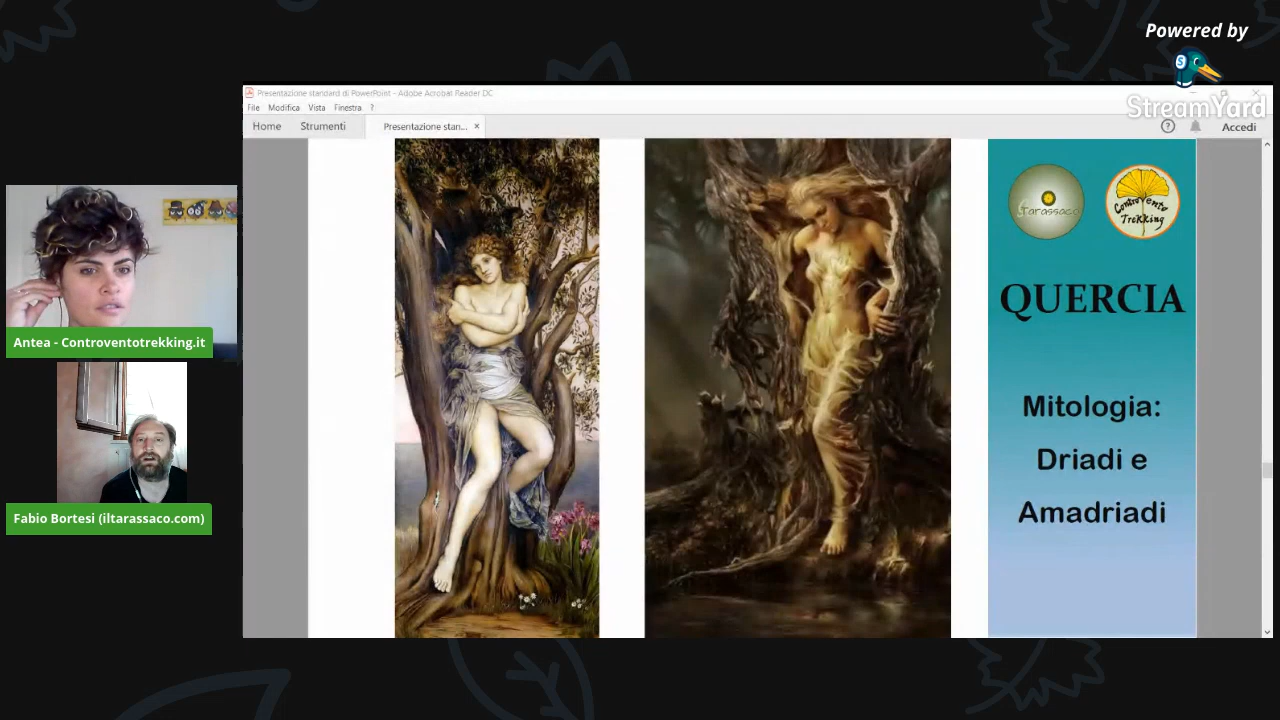 Powered by
StreamYard
Presentazione standard di PowerPoint - Adobe Acrobat Reader DC
File Modifica Vista Finestra ?
Home Strumenti Presentazione stan... × Accedi
ilTarassaco
ControVento
Trekking
QUERCIA
Mitologia:
Driadi e
Amadriadi
Antea - Controventotrekking.it
Fabio Bortesi (iltarassaco.com)